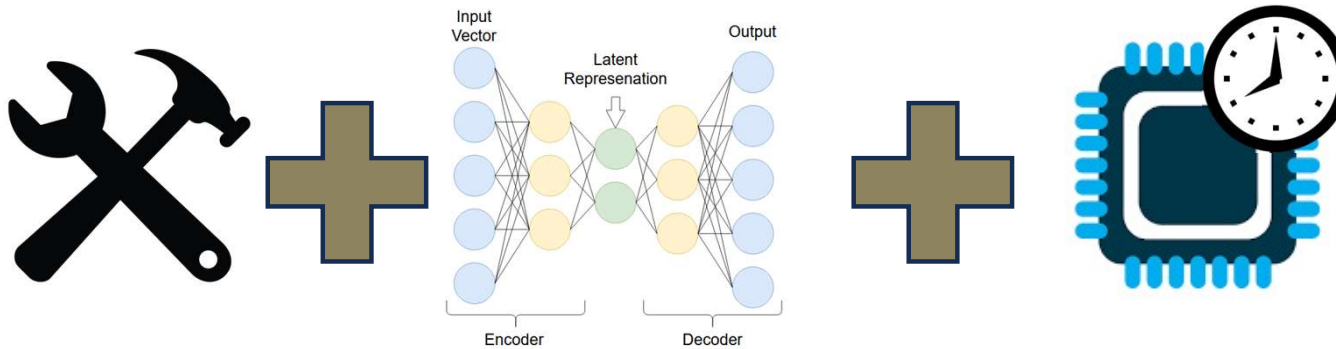 Input
Vector
Latent
Represenation
Output
Encoder
Decoder